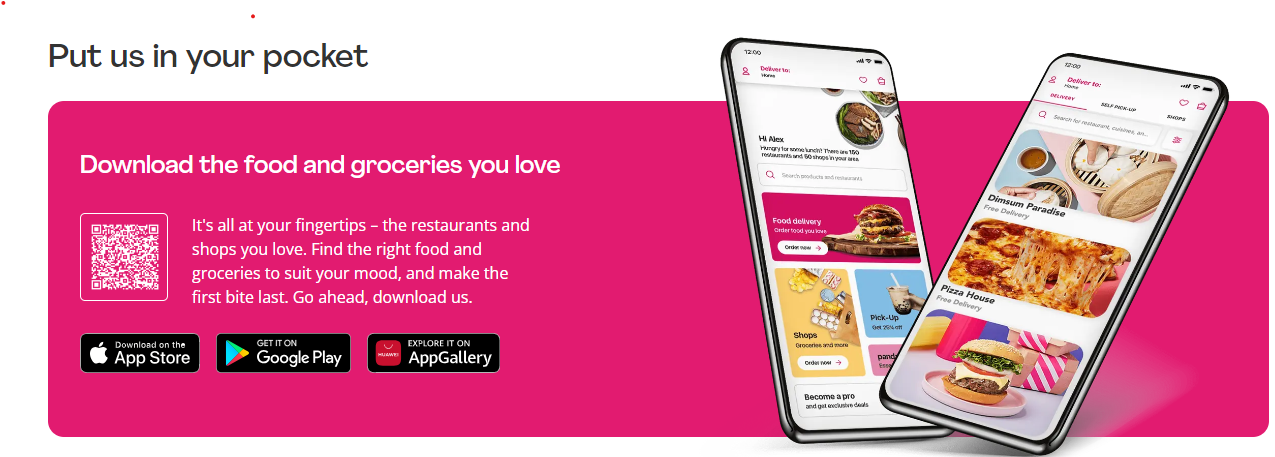 Put us in your pocket
Download the food and groceries you love
It's all at your fingertips – the restaurants and
shops you love. Find the right food and
groceries to suit your mood, and make the
first bite last. Go ahead, download us.
Download on the
App Store
GET IT ON
Google Play
HUAWEI
EXPLORE IT ON
AppGallery
12:00
Deliver to:
Home
Hi Alex
Hungry for some lunch? There are 150
restaurants and 50 shops in your area
Search products and restaurants
Food delivery
Order food you love
Order now
Shops
Groceries and more
Order now
Pick-Up
Get 25% off
panda
Become a pro
and get exclusive deals
12:00
Deliver to:
Home
DELIVERY
SELF PICK-UP
SHOPS
Search for restaurant, cuisines, an...
Dimsum Paradise
Free Delivery
Pizza House
Free Delivery